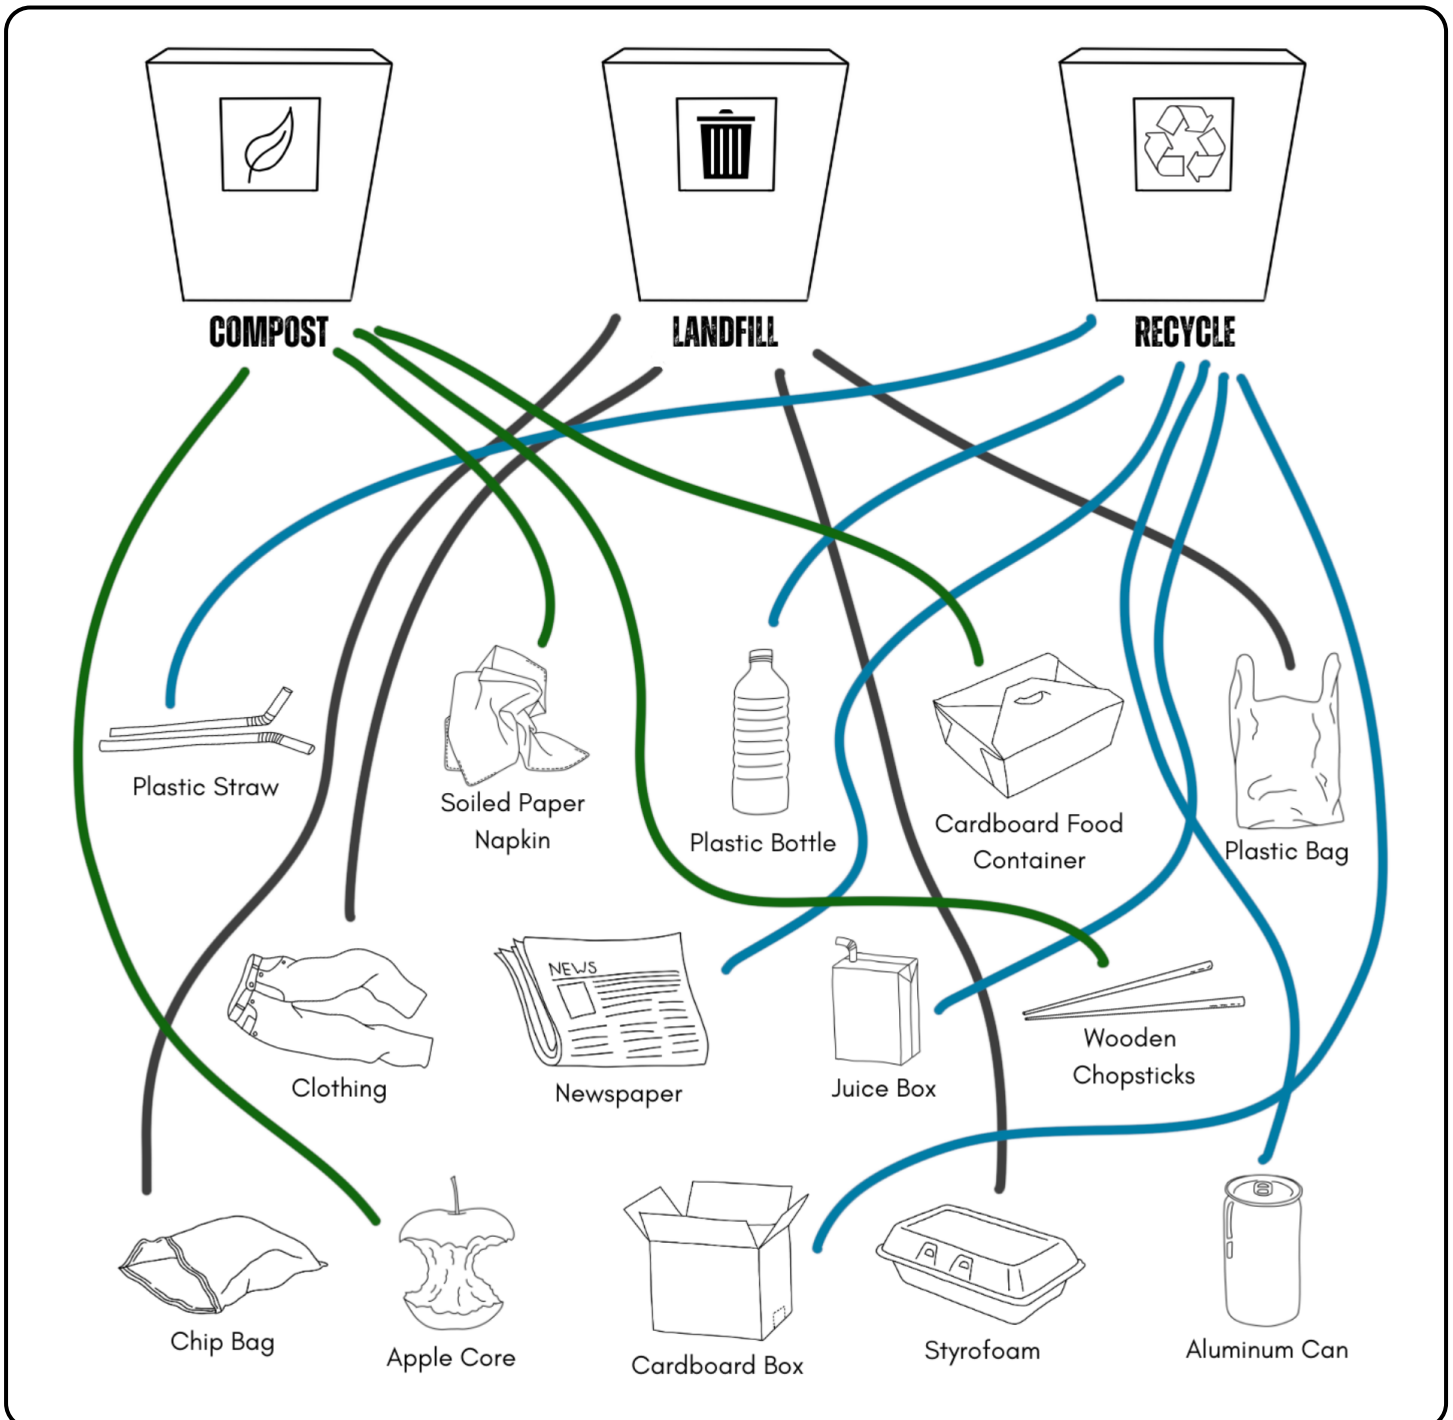 COMPOST
LANDFILL
RECYCLE
Plastic Straw
Soiled Paper
Napkin
Plastic Bottle
Cardboard Food
Container
Plastic Bag
Clothing
NEWS
Newspaper
Juice Box
Wooden
Chopsticks
Chip Bag
Apple Core
Cardboard Box
Styrofoam
Aluminum Can